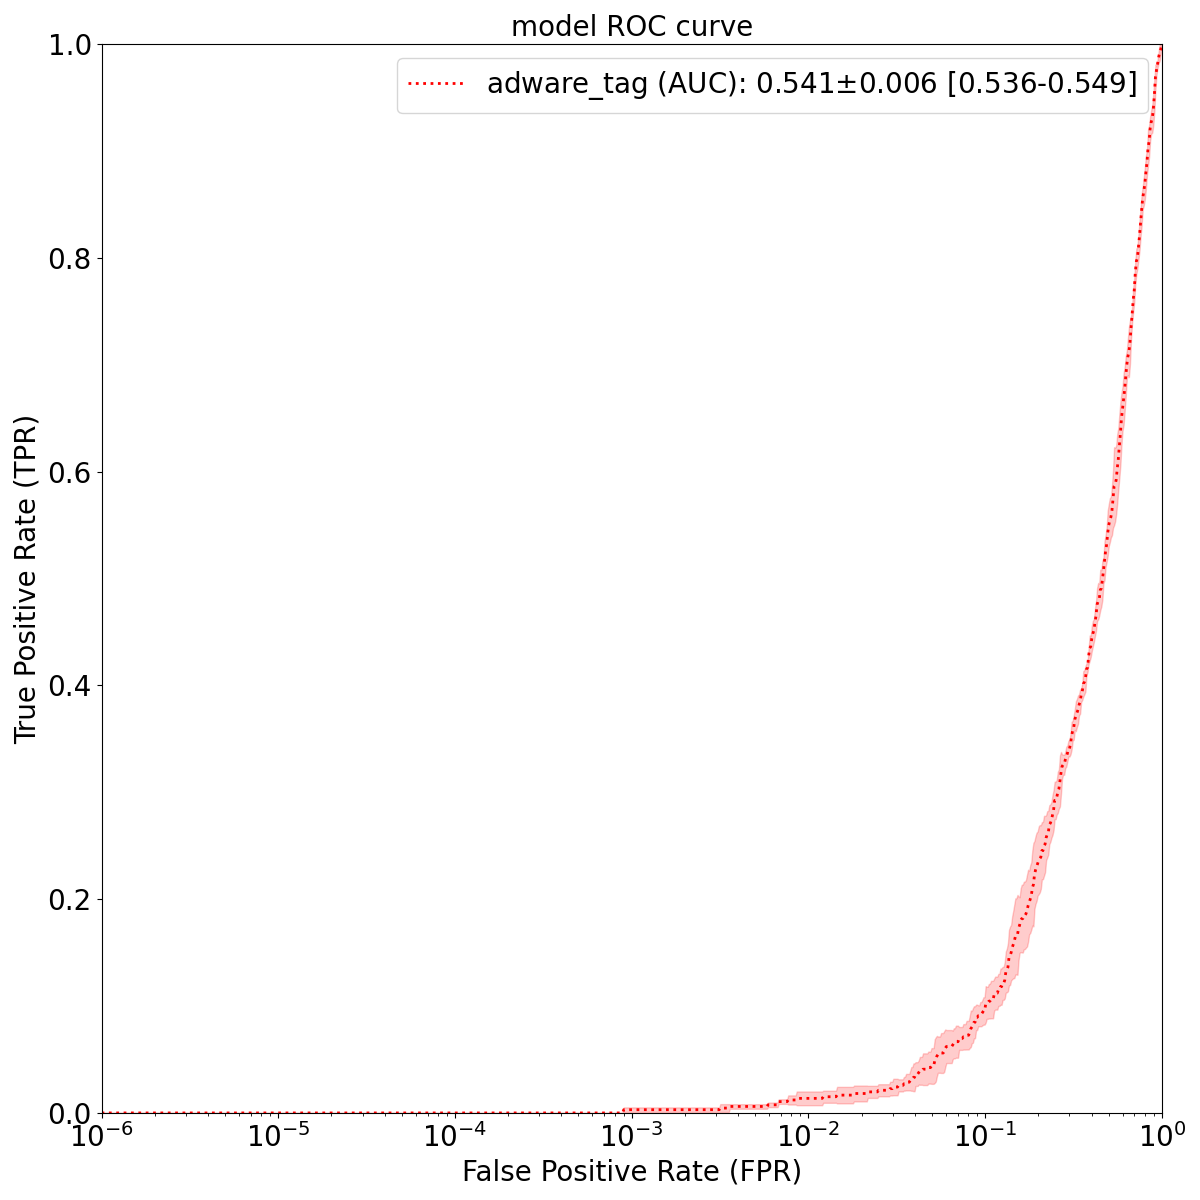 model ROC curve
adware_tag (AUC): 0.541±0.006 [0.536-0.549]
1.0
0.8
0.6
0.4
0.2
0.0
True Positive Rate (TPR)
10⁻⁶ 10⁻⁵ 10⁻⁴ 10⁻³ 10⁻² 10⁻¹ 10⁰
False Positive Rate (FPR)